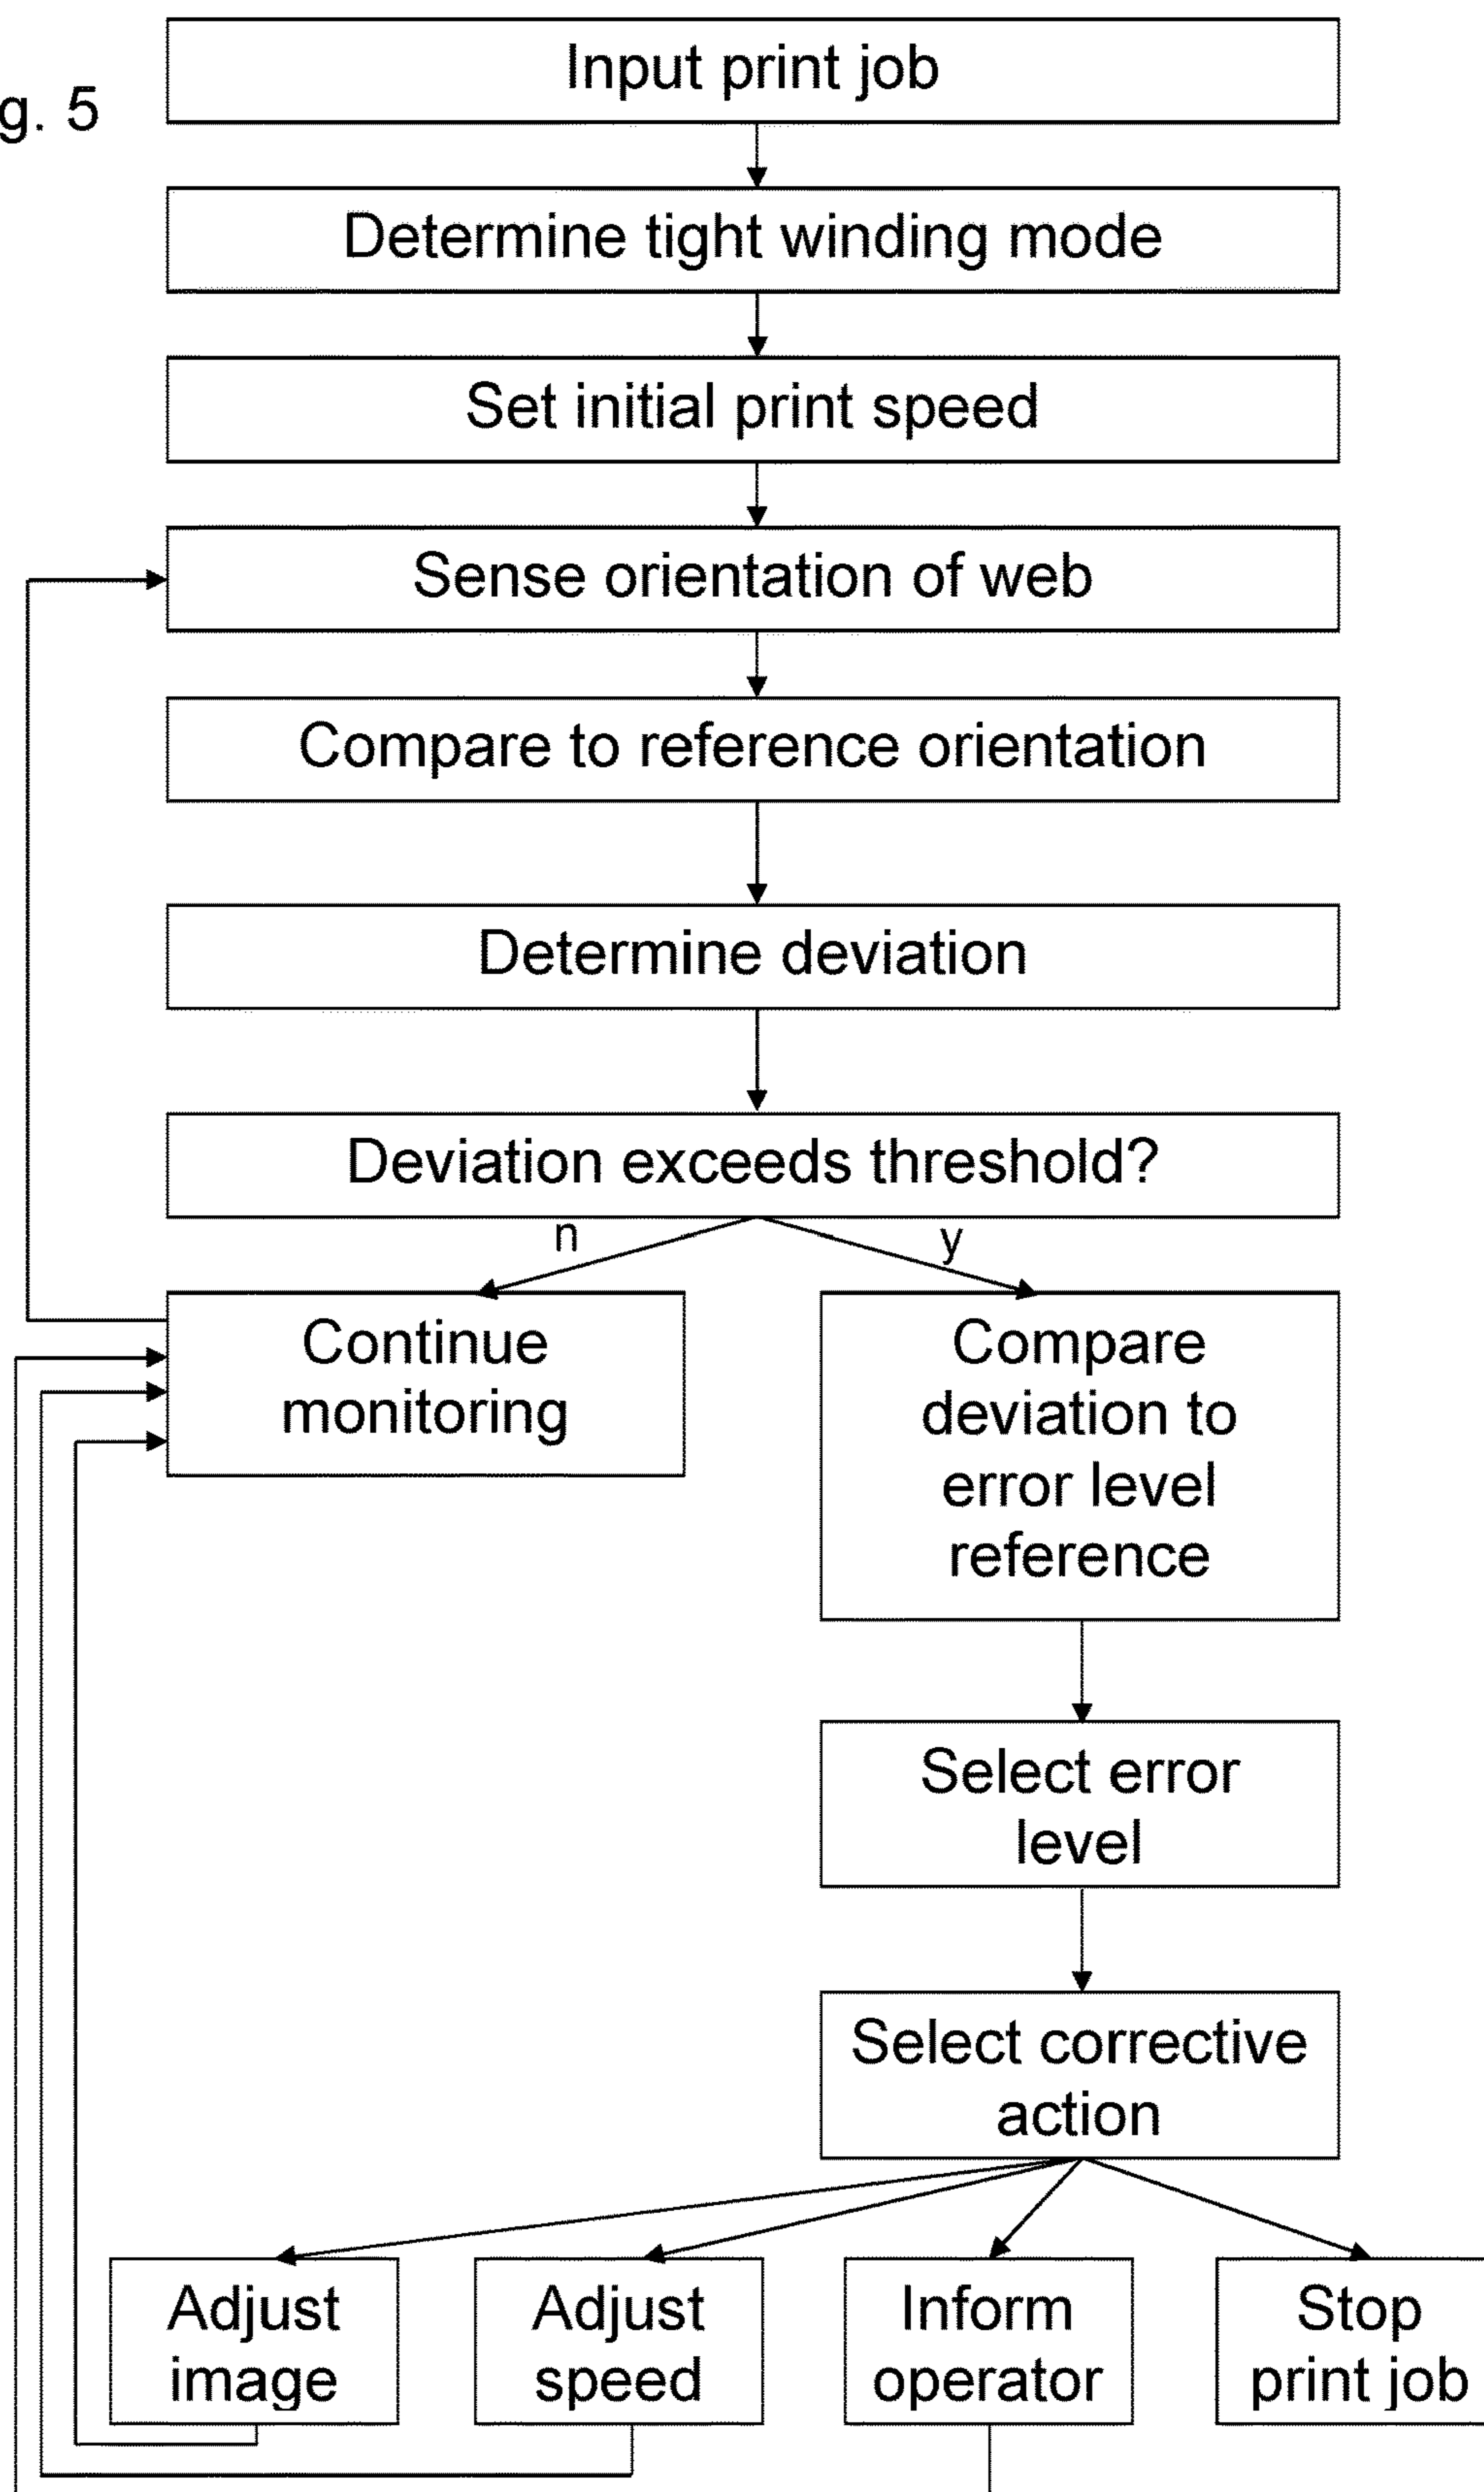 g. 5
Input print job
Determine tight winding mode
Set initial print speed
Sense orientation of web
Compare to reference orientation
Determine deviation
Deviation exceeds threshold?
n
y
Continue
monitoring
Compare
deviation to
error level
reference
Select error
level
Select corrective
action
Adjust
image
Adjust
speed
Inform
operator
Stop
print job